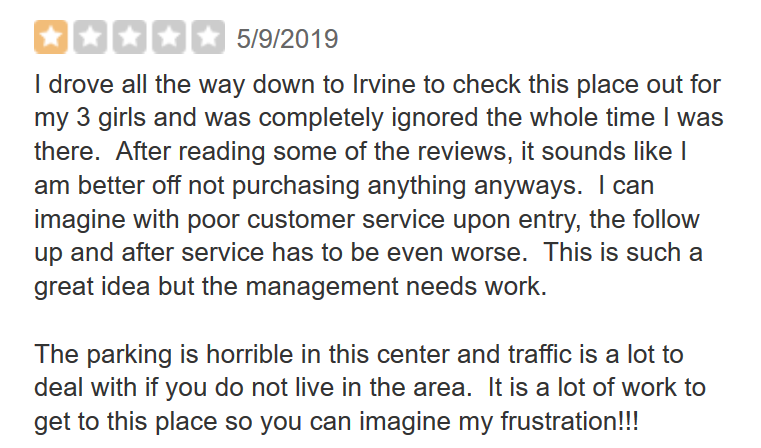 5/9/2019
I drove all the way down to Irvine to check this place out for
my 3 girls and was completely ignored the whole time I was
there.  After reading some of the reviews, it sounds like I
am better off not purchasing anything anyways.  I can
imagine with poor customer service upon entry, the follow
up and after service has to be even worse.  This is such a
great idea but the management needs work.

The parking is horrible in this center and traffic is a lot to
deal with if you do not live in the area.  It is a lot of work to
get to this place so you can imagine my frustration!!!